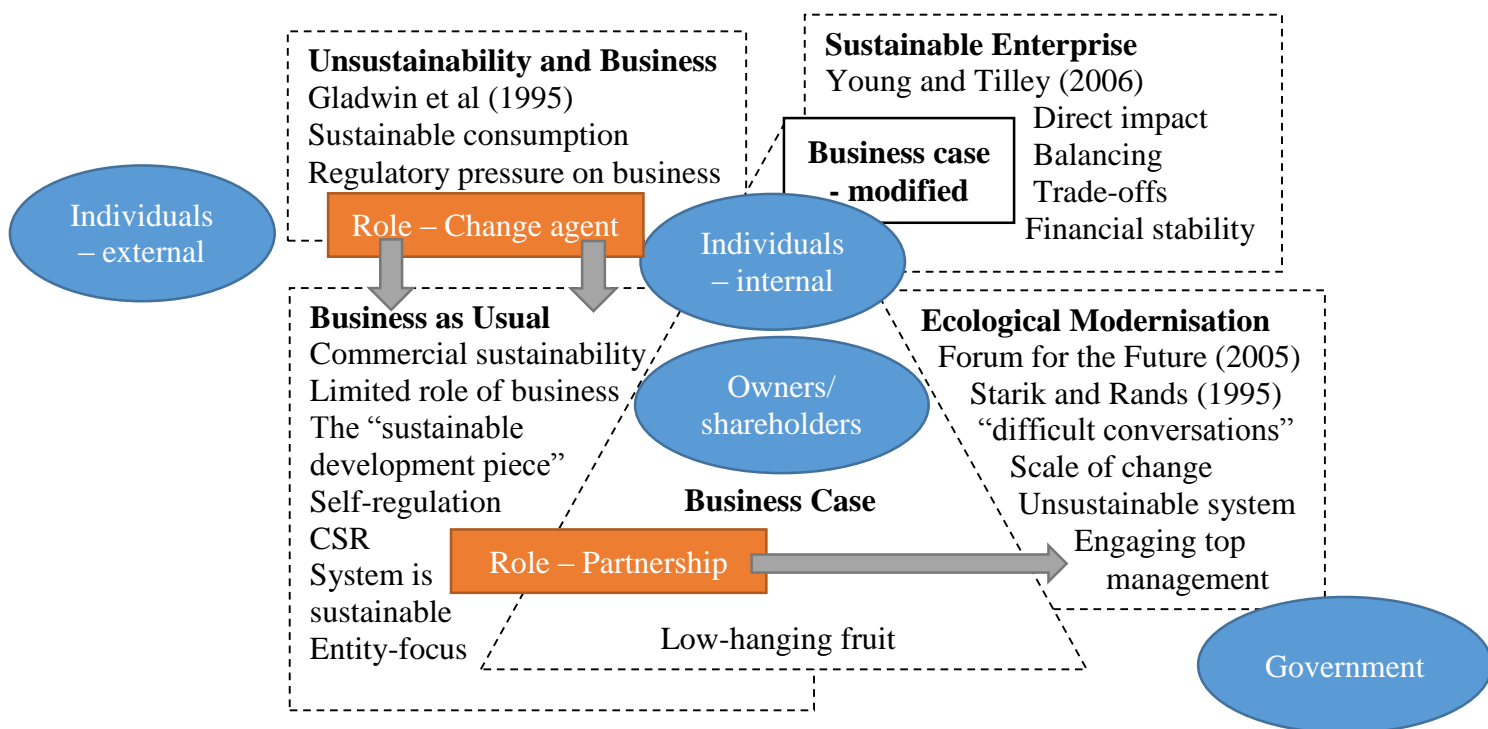 Unsustainability and Business
Gladwin et al (1995)
Sustainable consumption
Regulatory pressure on business
Role – Change agent
Sustainable Enterprise
Young and Tilley (2006)
Direct impact
Balancing
Trade-offs
Financial stability
Business case
- modified
Individuals
– external
Individuals
– internal
Business as Usual
Commercial sustainability
Limited role of business
The “sustainable
development piece”
Self-regulation
CSR
System is
sustainable
Entity-focus
Owners/
shareholders
Business Case
Role – Partnership
Low-hanging fruit
Ecological Modernisation
Forum for the Future (2005)
Starik and Rands (1995)
“difficult conversations”
Scale of change
Unsustainable system
Engaging top
management
Government